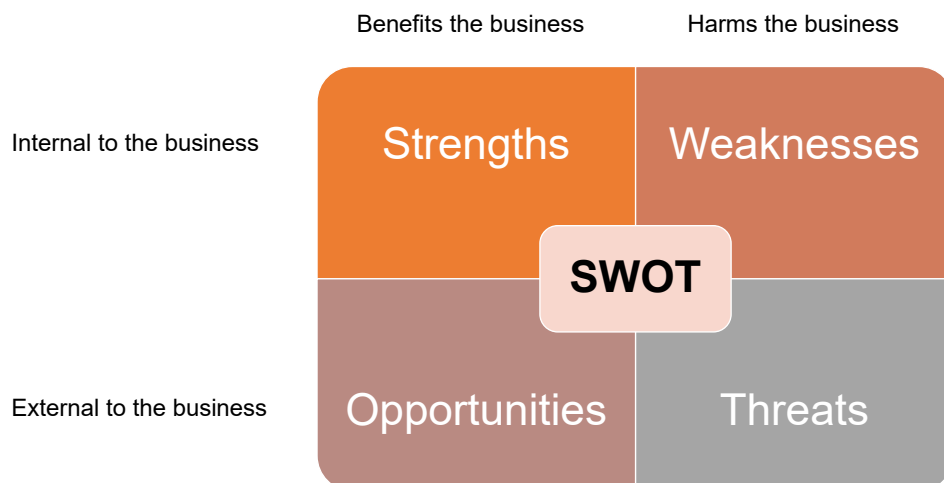 Benefits the business
Harms the business
Internal to the business
Strengths
Weaknesses
SWOT
External to the business
Opportunities
Threats